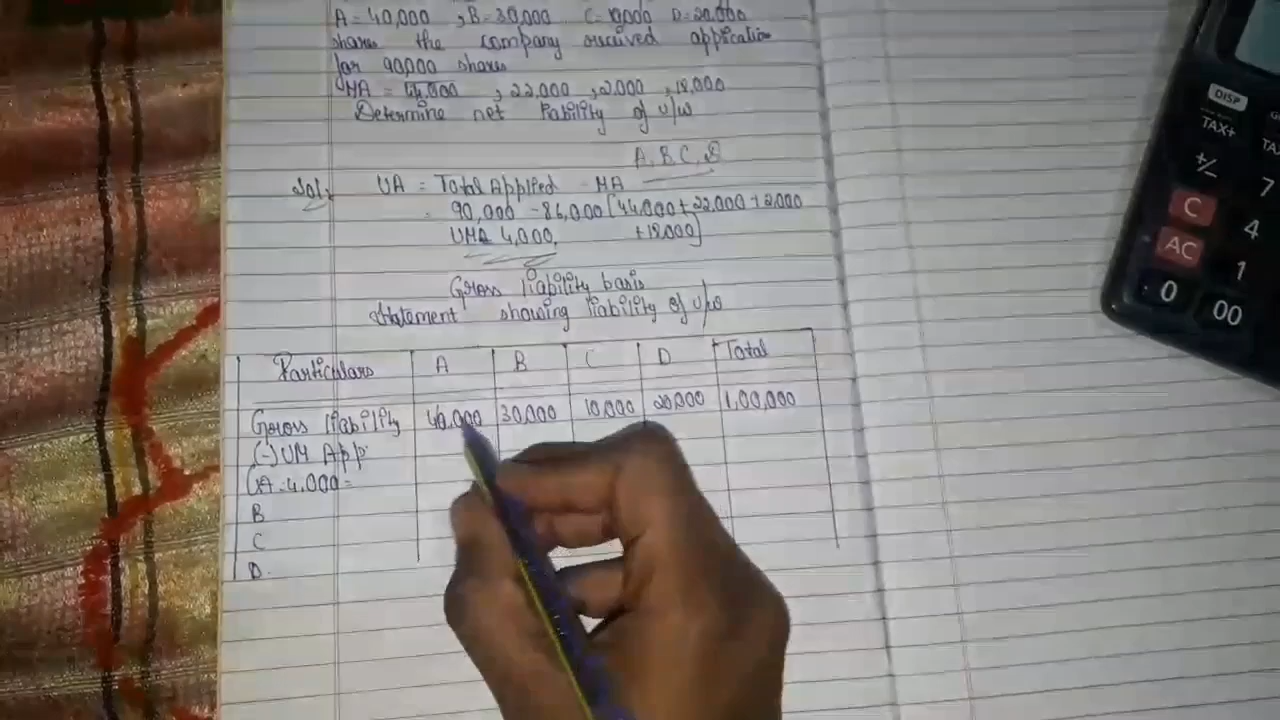 A = 40,000 , B = 30,000 C = 10,000 D = 20,000
shares the company received application
for 90,000 shares
MA = 44,000 , 22,000 , 2,000 , 18,000
Determine net liability of u/w
A, B, C, D
Sol: UA = Total Applied - MA
= 90,000 - 86,000 [44,000 + 22,000 + 2,000
UMA 4,000, + 18,000]
Gross liability basis
Statement showing liability of u/w
Particulars A B C D Total
Gross liability 40,000 30,000 10,000 20,000 1,00,000
(-) UM App
(A = 4,000 =
B
C
D.
DISP
TAX+ TA
+/- 7
C 4
AC 1
0 00